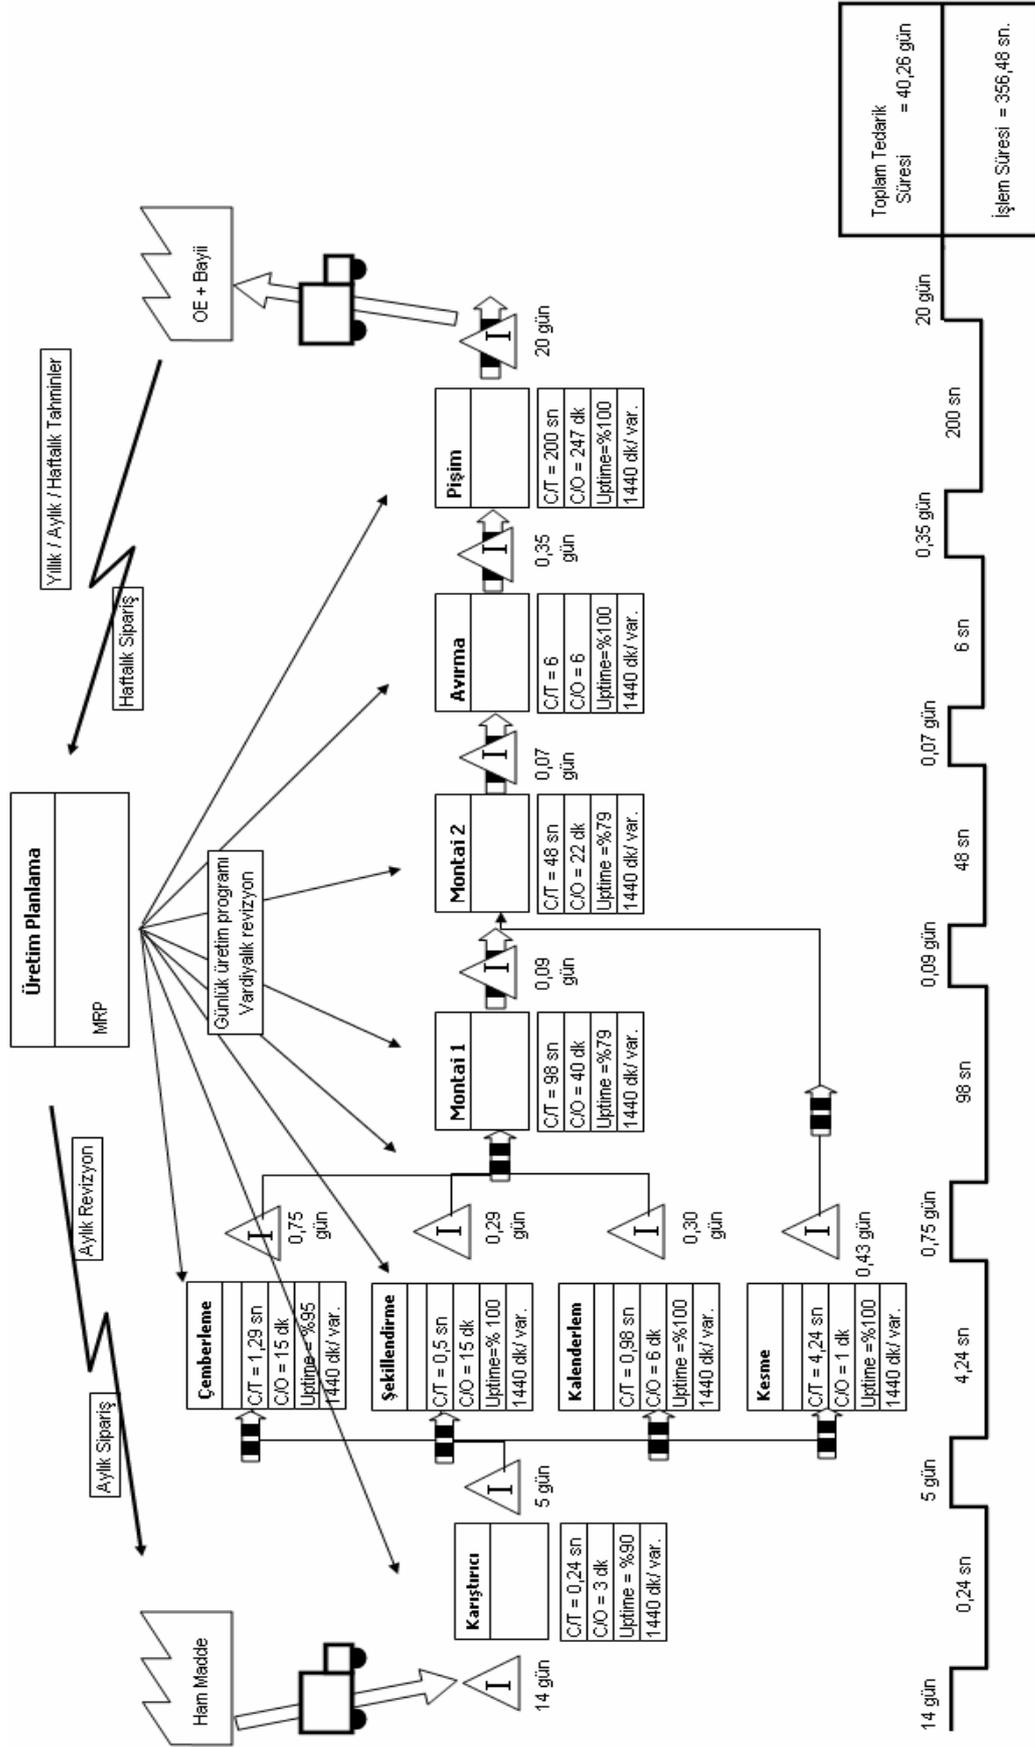 Üretim Planlama
MRP
Aylık Revizyon
Aylık Sipariş
Yıllık / Aylık / Haftalık Tahminler
Haftalık Sipariş
Ham Madde
OE + Bayii
Günlük üretim programı
Vardiyalık revizyon
14 gün
Karıştırıcı
C/T = 0,24 sn
C/O = 3 dk
Uptime = %90
1440 dk/ var.
5 gün
Çemberleme
C/T = 1,29 sn
C/O = 15 dk
Uptime =%95
1440 dk/ var.
0,75
gün
Şekillendirme
C/T = 0,5 sn
C/O = 15 dk
Uptime=% 100
1440 dk/ var.
0,29
gün
Kalenderlem
C/T = 0,98 sn
C/O = 6 dk
Uptime =%100
1440 dk/ var.
0,30
gün
Kesme
C/T = 4,24 sn
C/O = 1 dk
Uptime =%100
1440 dk/ var.
0,43 gün
Montai 1
C/T = 98 sn
C/O = 40 dk
Uptime =%79
1440 dk/ var.
0,09
gün
Montai 2
C/T = 48 sn
C/O = 22 dk
Uptime =%79
1440 dk/ var.
0,07
gün
Avırma
C/T = 6
C/O = 6
Uptime=%100
1440 dk/ var.
0,35
gün
Pişim
C/T = 200 sn
C/O = 247 dk
Uptime=%100
1440 dk/ var.
20 gün
14 gün
0,24 sn
5 gün
4,24 sn
0,75 gün
98 sn
0,09 gün
48 sn
0,07 gün
6 sn
0,35 gün
200 sn
20 gün
Toplam Tedarik
Süresi = 40,26 gün
İşlem Süresi = 356,48 sn.
I
I
I
I
I
I
I
I
I
I